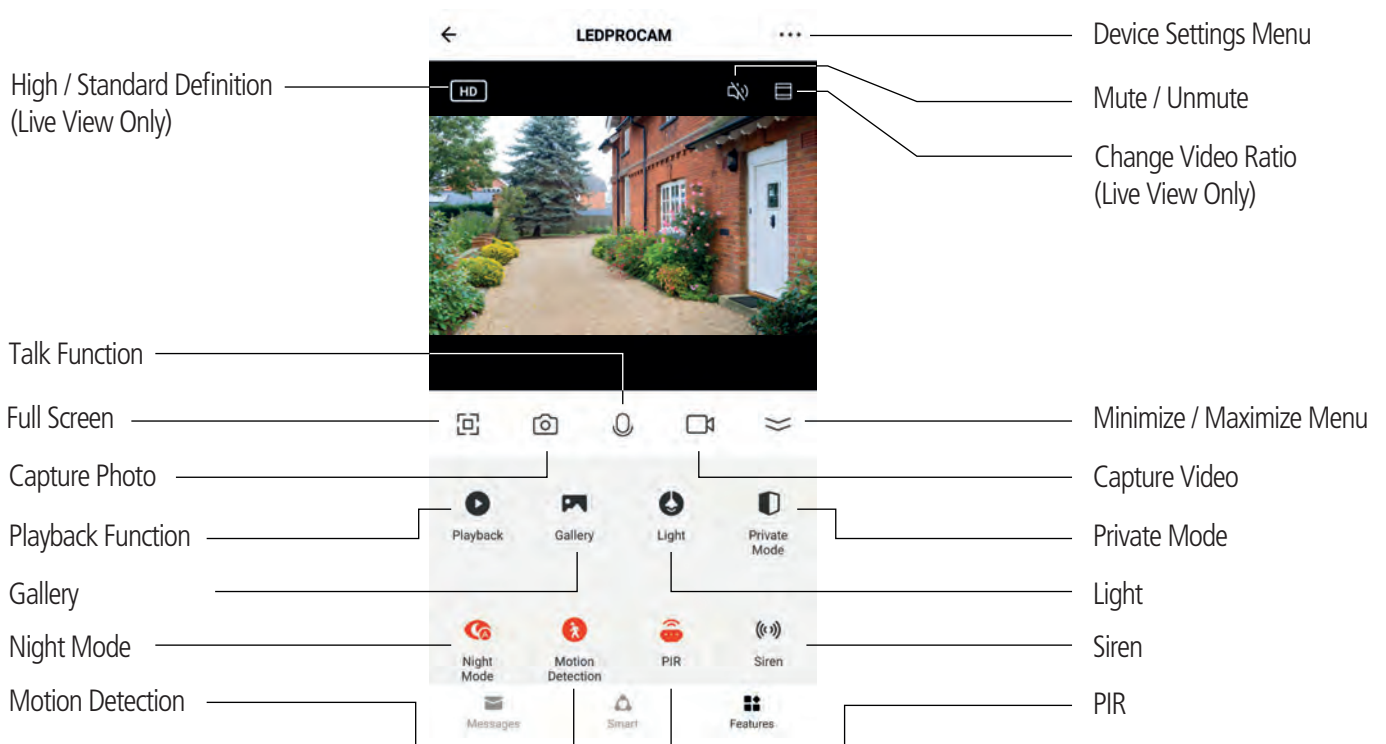 LEDPROCAM
Device Settings Menu
High / Standard Definition
(Live View Only)
HD
Mute / Unmute
Change Video Ratio
(Live View Only)
Talk Function
Full Screen
Minimize / Maximize Menu
Capture Photo
Capture Video
Playback Function
Playback
Gallery
Light
Private
Mode
Private Mode
Gallery
Light
Night Mode
Night
Mode
Motion
Detection
PIR
Siren
Siren
Motion Detection
Messages
Smart
Features
PIR